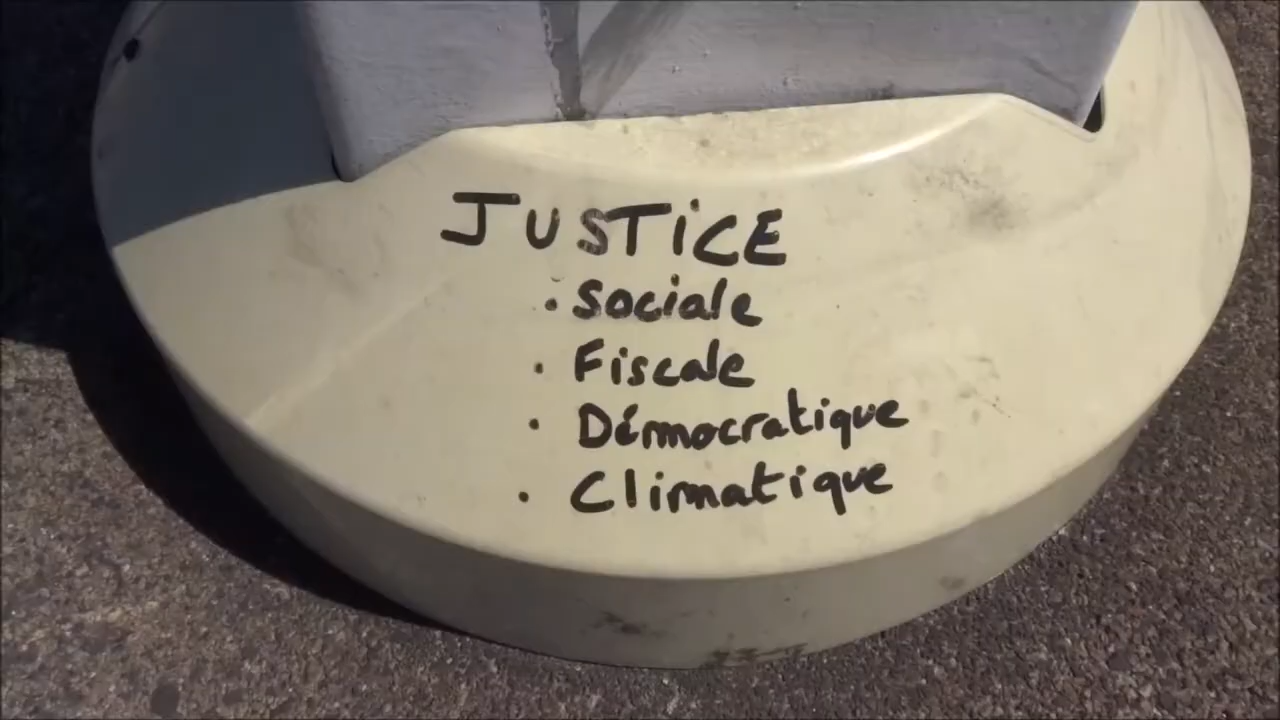 JUSTiCE
· Sociale
· Fiscale
· Démocratique
· Climatique